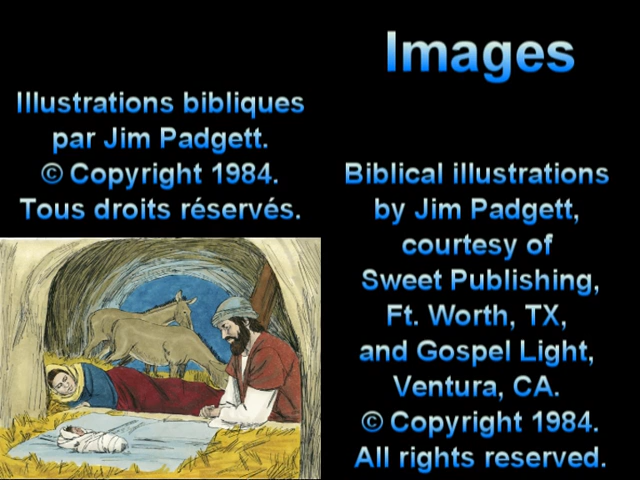 Images
Illustrations bibliques
par Jim Padgett.
© Copyright 1984.
Tous droits réservés.
Biblical illustrations
by Jim Padgett,
courtesy of
Sweet Publishing,
Ft. Worth, TX,
and Gospel Light,
Ventura, CA.
© Copyright 1984.
All rights reserved.